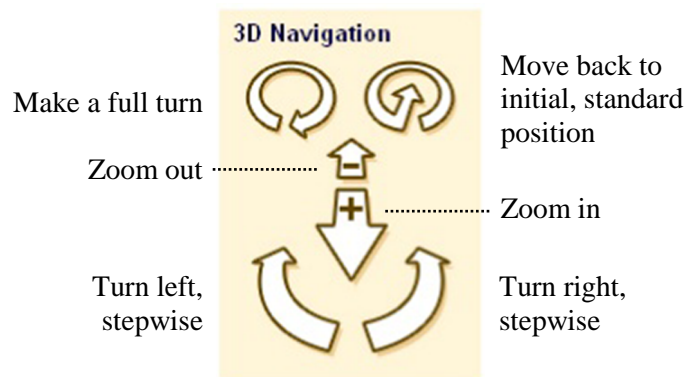 3D Navigation
Make a full turn
Move back to
initial, standard
position
Zoom out
-
+
Zoom in
Turn left,
stepwise
Turn right,
stepwise